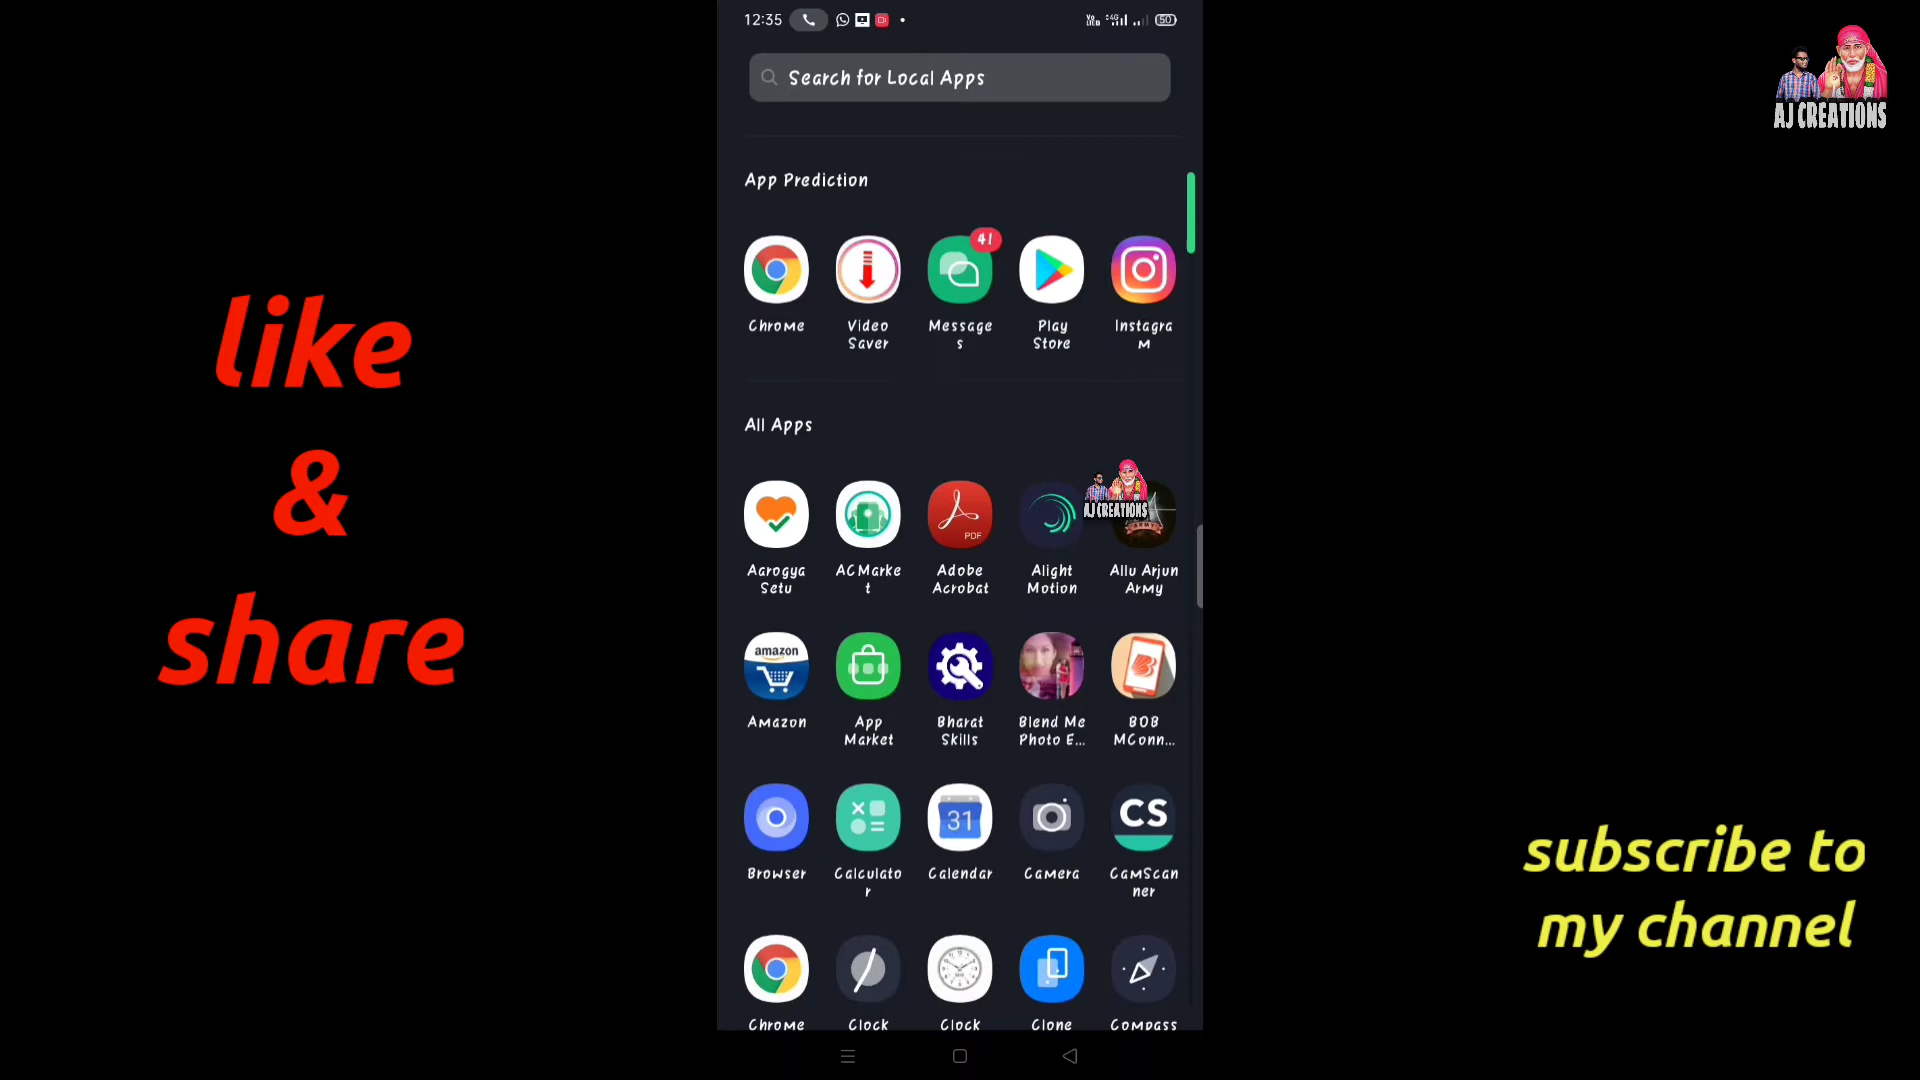 12:35
50
Search for Local Apps
AJ CREATIONS
App Prediction
41
Chrome
Video
Saver
Message
s
Play
Store
Instagra
m
like
&
share
All Apps
PDF
AJ CREATIONS
Aarogya
Setu
ACMarke
t
Adobe
Acrobat
Alight
Motion
Allu Arjun
Army
amazon
Amazon
App
Market
Bharat
Skills
Blend Me
Photo E...
BOB
MConn...
31
CS
Browser
Calculato
r
Calendar
Camera
CamScan
ner
subscribe to
my channel
Chrome
Clock
Clock
Clone
Compass